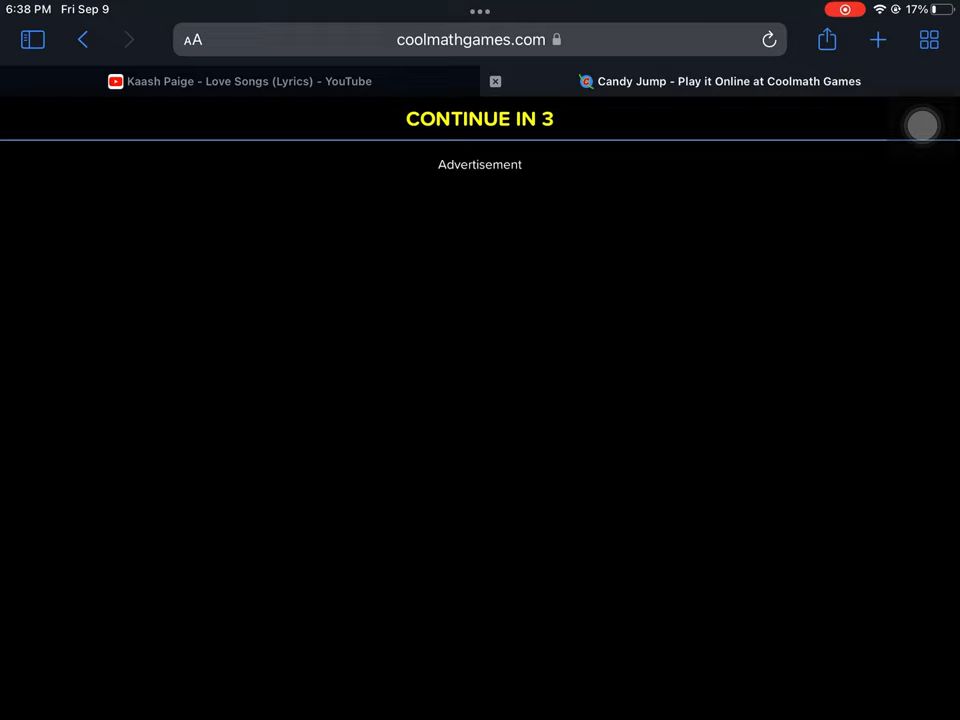 6:38 PM Fri Sep 9
17%
AA
coolmathgames.com
Kaash Paige - Love Songs (Lyrics) - YouTube
Candy Jump - Play it Online at Coolmath Games
CONTINUE IN 3
Advertisement